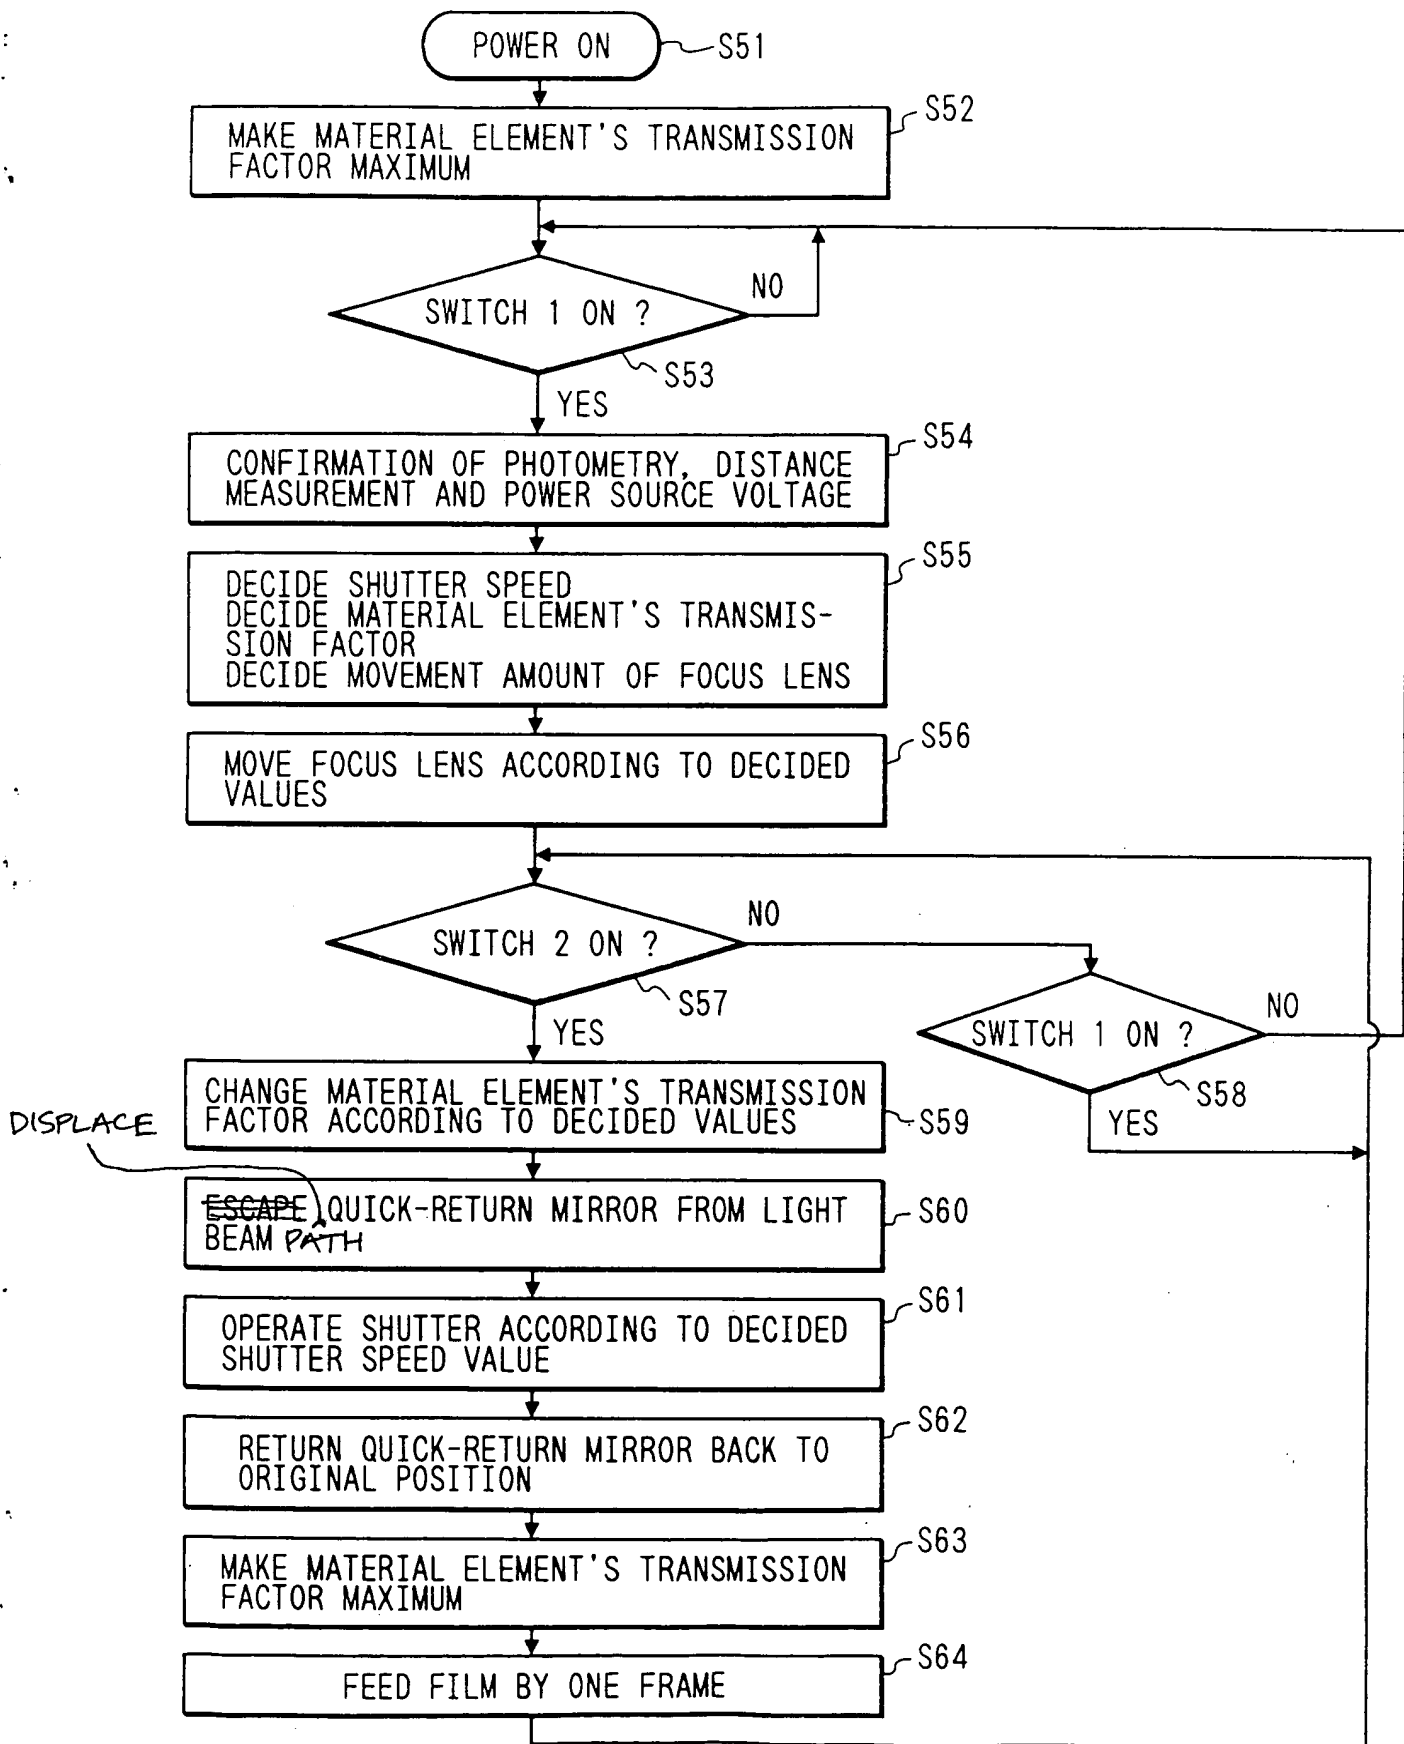 POWER ON
S51
MAKE MATERIAL ELEMENT'S TRANSMISSION
FACTOR MAXIMUM
S52
SWITCH 1 ON ?
NO
S53
YES
CONFIRMATION OF PHOTOMETRY, DISTANCE
MEASUREMENT AND POWER SOURCE VOLTAGE
S54
DECIDE SHUTTER SPEED
DECIDE MATERIAL ELEMENT'S TRANSMIS-
SION FACTOR
DECIDE MOVEMENT AMOUNT OF FOCUS LENS
S55
MOVE FOCUS LENS ACCORDING TO DECIDED
VALUES
S56
SWITCH 2 ON ?
NO
S57
YES
SWITCH 1 ON ?
NO
S58
YES
CHANGE MATERIAL ELEMENT'S TRANSMISSION
FACTOR ACCORDING TO DECIDED VALUES
S59
DISPLACE
ESCAPE QUICK-RETURN MIRROR FROM LIGHT
BEAM PATH
S60
OPERATE SHUTTER ACCORDING TO DECIDED
SHUTTER SPEED VALUE
S61
RETURN QUICK-RETURN MIRROR BACK TO
ORIGINAL POSITION
S62
MAKE MATERIAL ELEMENT'S TRANSMISSION
FACTOR MAXIMUM
S63
FEED FILM BY ONE FRAME
S64